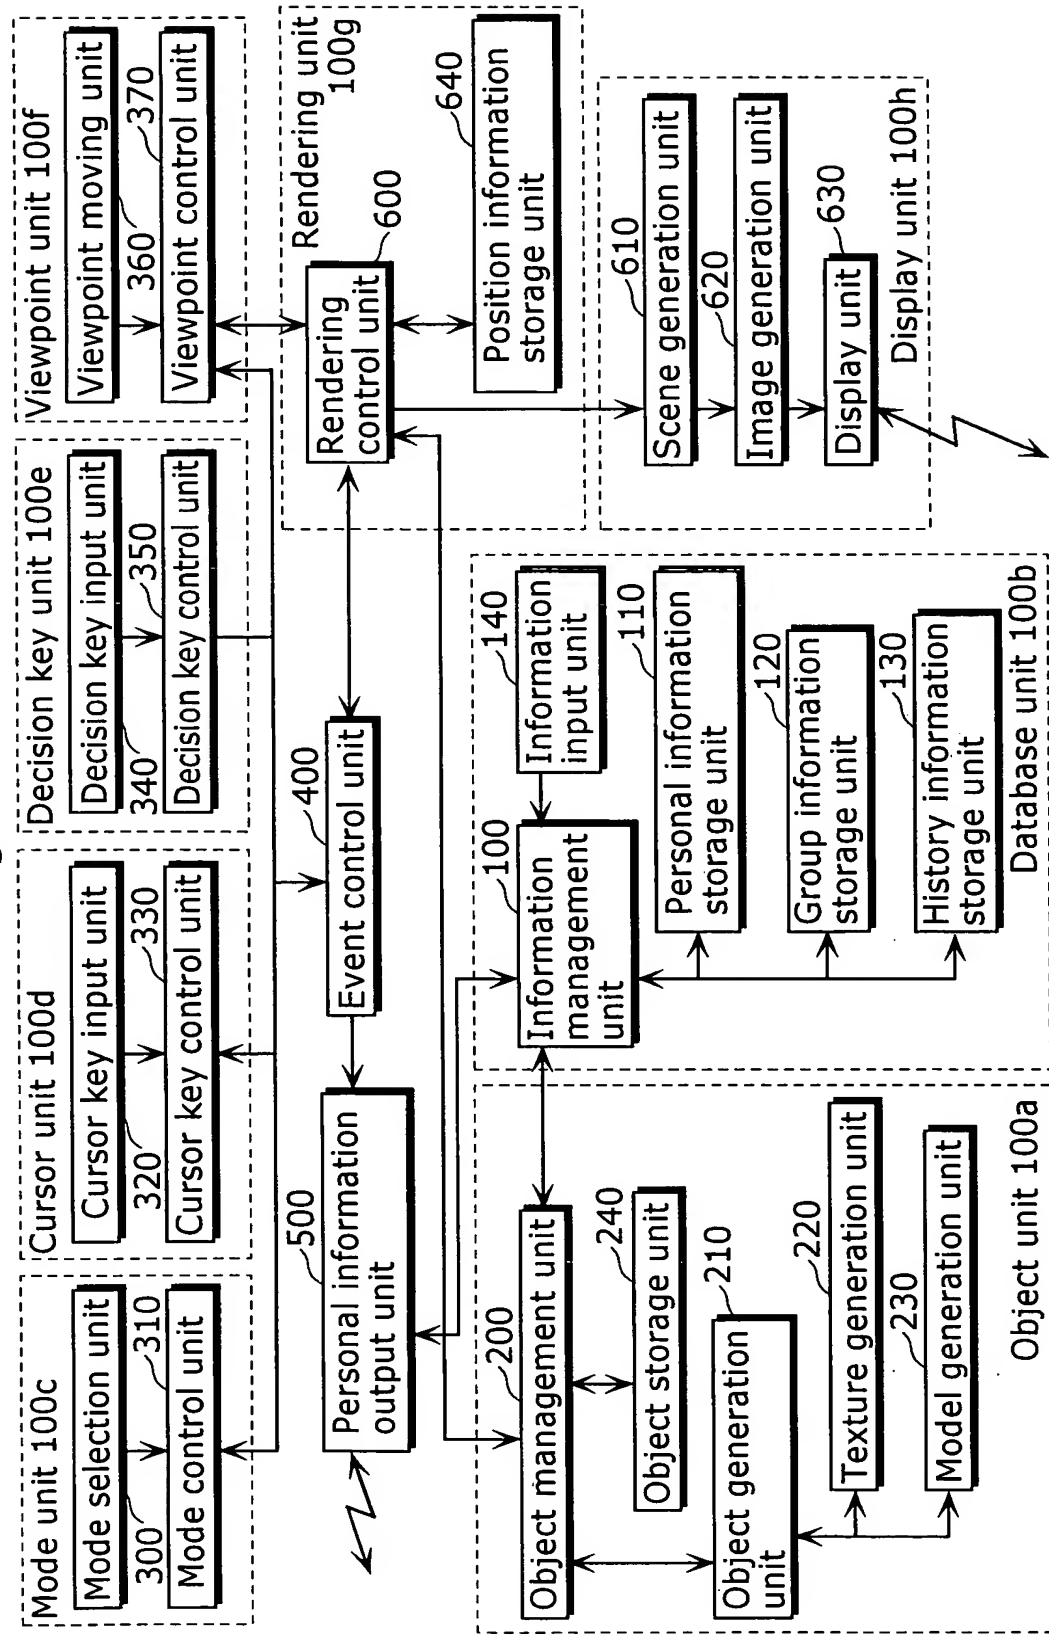 Mode unit 100c
Mode selection unit
300
310
Mode control unit
Cursor unit 100d
Cursor key input unit
320
330
Cursor key control unit
Decision key unit 100e
Decision key input unit
340
350
Decision key control unit
Viewpoint unit 100f
Viewpoint moving unit
360
370
Viewpoint control unit
500
Personal information
output unit
400
Event control unit
Rendering unit
100g
Rendering
control unit
600
640
Position information
storage unit
200
Object management unit
240
Object storage unit
210
Object generation
unit
220
Texture generation unit
230
Model generation unit
Object unit 100a
100
Information
management
unit
140
Information
input unit
110
Personal information
storage unit
120
Group information
storage unit
130
History information
storage unit
Database unit 100b
610
Scene generation unit
620
Image generation unit
630
Display unit
Display unit 100h